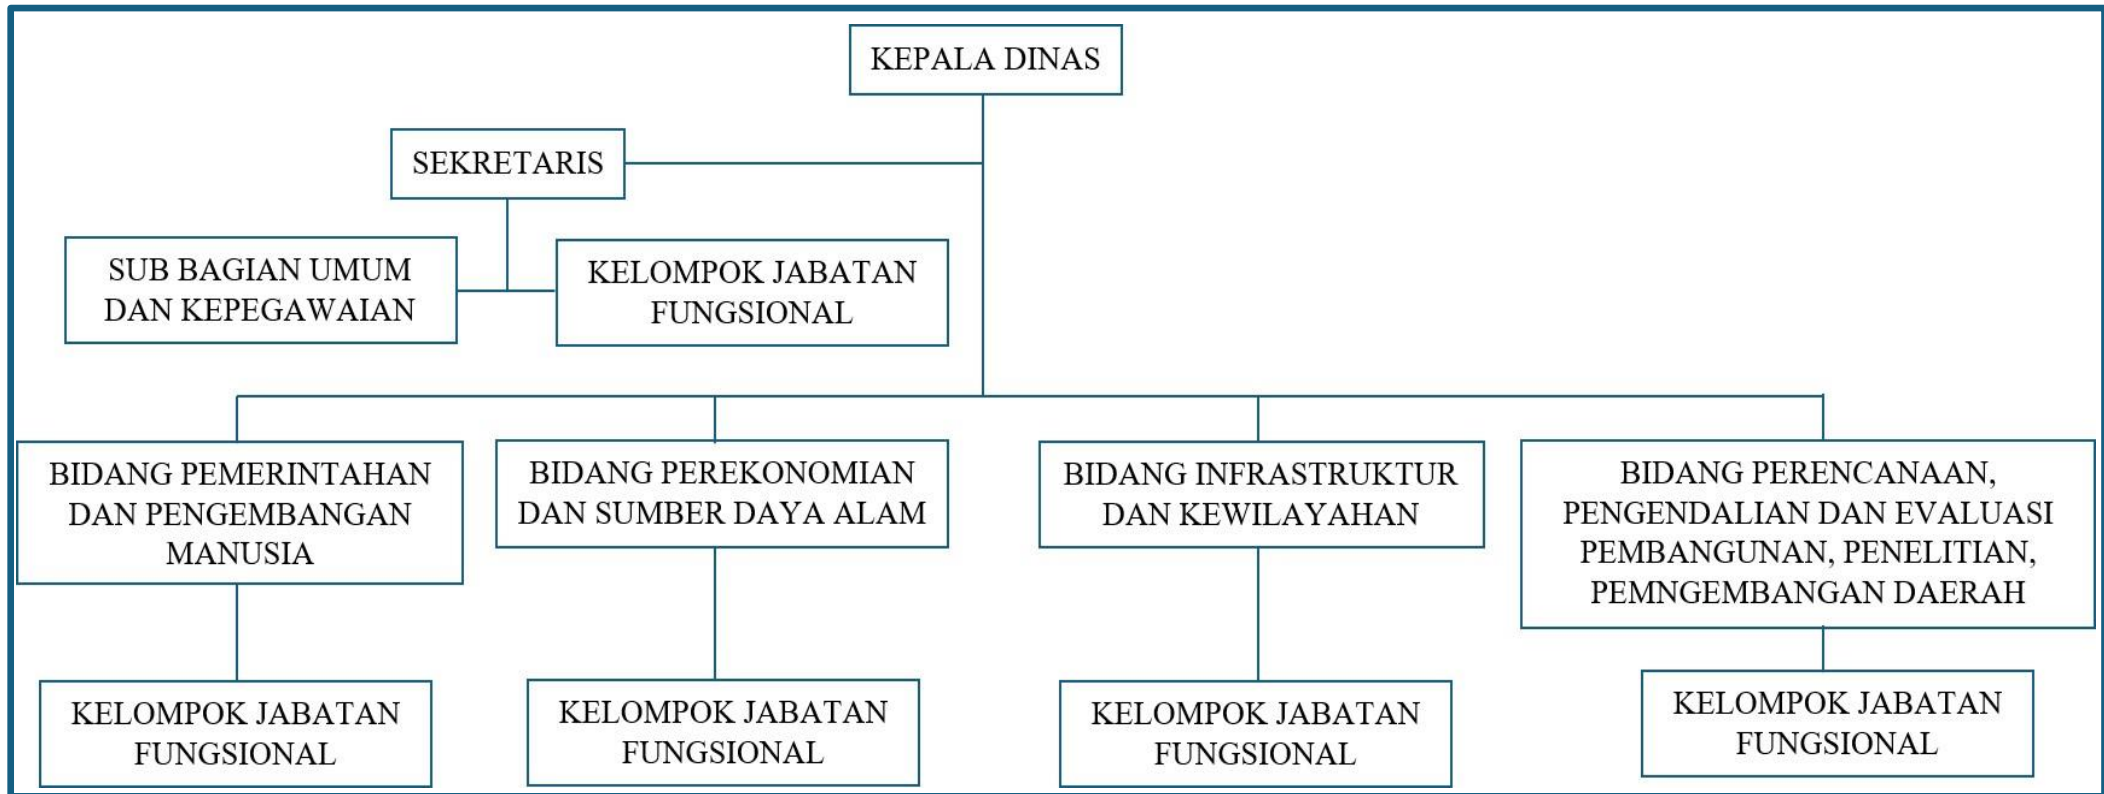 KEPALA DINAS
SEKRETARIS
SUB BAGIAN UMUM
DAN KEPEGAWAIAN
KELOMPOK JABATAN
FUNGSIONAL
BIDANG PEMERINTAHAN
DAN PENGEMBANGAN
MANUSIA
BIDANG PEREKONOMIAN
DAN SUMBER DAYA ALAM
BIDANG INFRASTRUKTUR
DAN KEWILAYAHAN
BIDANG PERENCANAAN,
PENGENDALIAN DAN EVALUASI
PEMBANGUNAN, PENELITIAN,
PEMNGEMBANGAN DAERAH
KELOMPOK JABATAN
FUNGSIONAL
KELOMPOK JABATAN
FUNGSIONAL
KELOMPOK JABATAN
FUNGSIONAL
KELOMPOK JABATAN
FUNGSIONAL